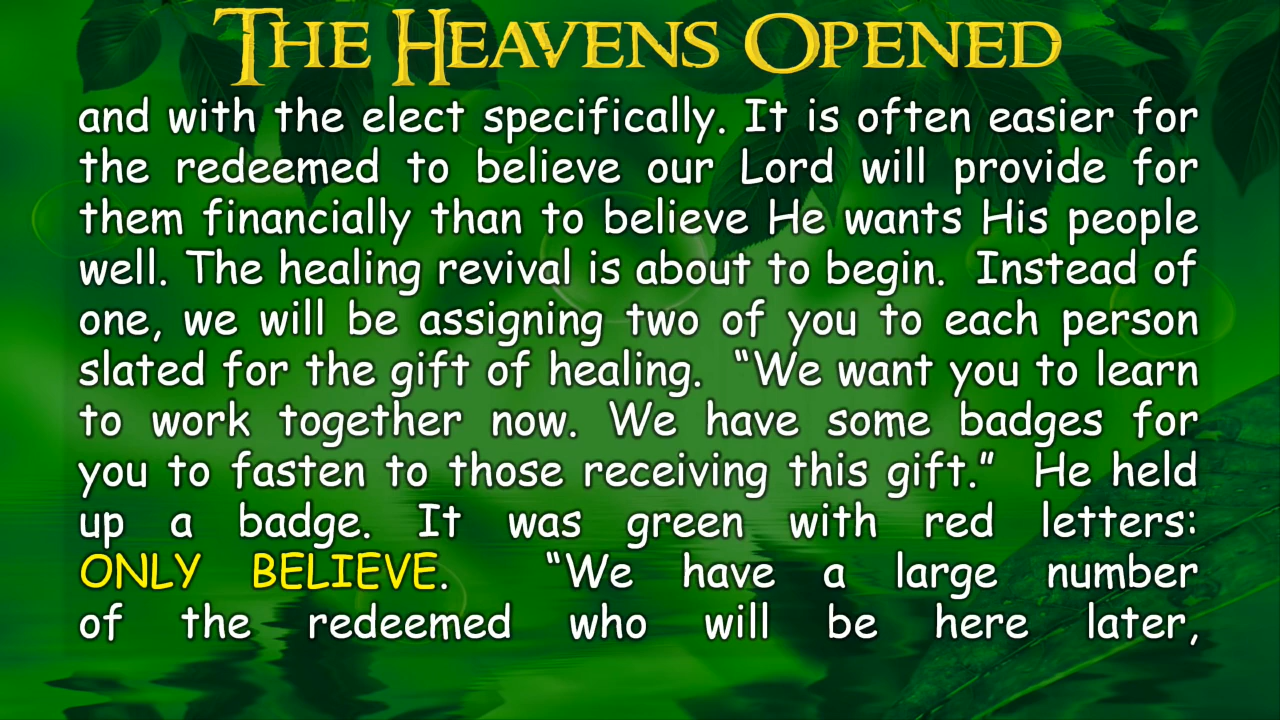 THE HEAVENS OPENED
and with the elect specifically. It is often easier for
the redeemed to believe our Lord will provide for
them financially than to believe He wants His people
well. The healing revival is about to begin.  Instead of
one, we will be assigning two of you to each person
slated for the gift of healing.  “We want you to learn
to work together now. We have some badges for
you to fasten to those receiving this gift.”  He held
up a badge. It was green with red letters:
ONLY BELIEVE.  “We have a large number
of the redeemed who will be here later,